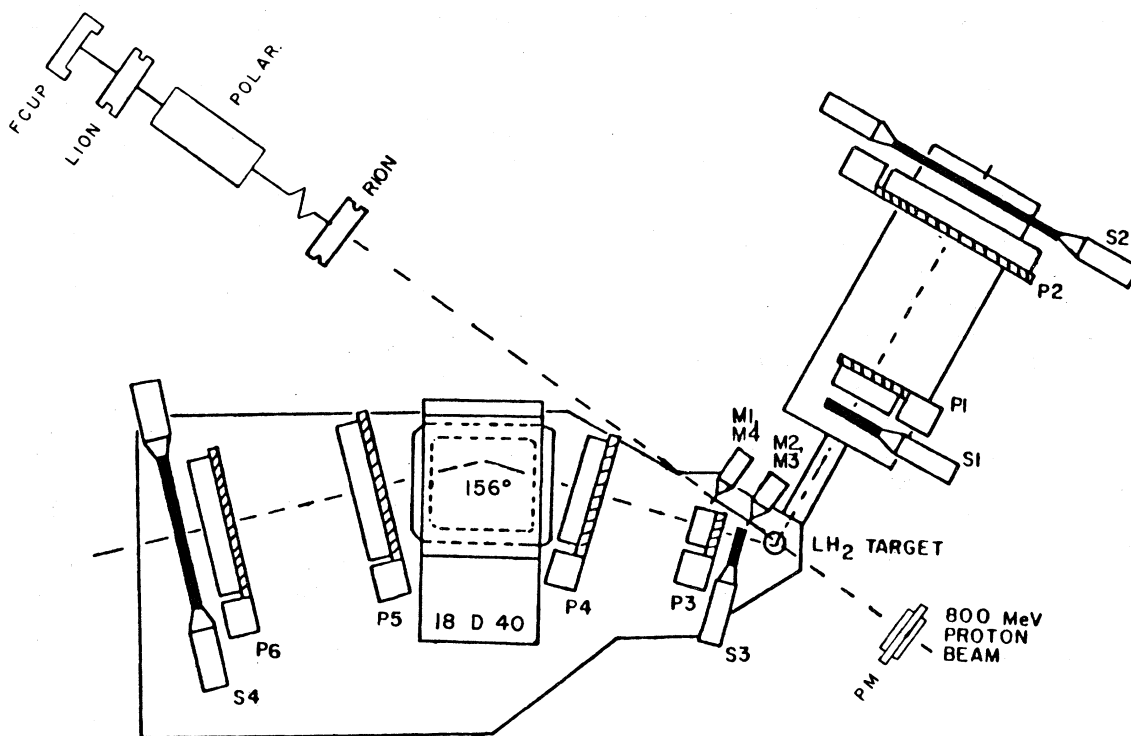 FCUP
LION
POLAR.
RION
S2
P2
P1
S1
M1,
M4
M2,
M3
156°
LH2 TARGET
18 D 40
P6
S4
P5
P4
P3
S3
PM
800 MeV
PROTON
BEAM